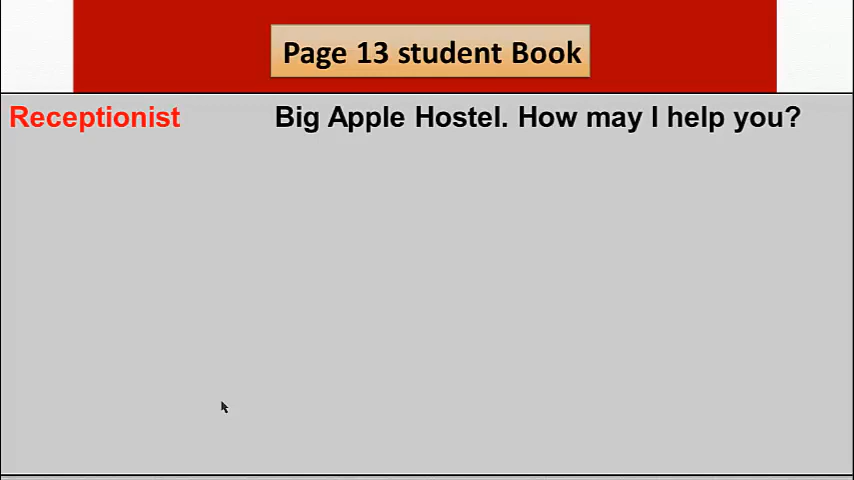 Page 13 student Book
Receptionist Big Apple Hostel. How may I help you?